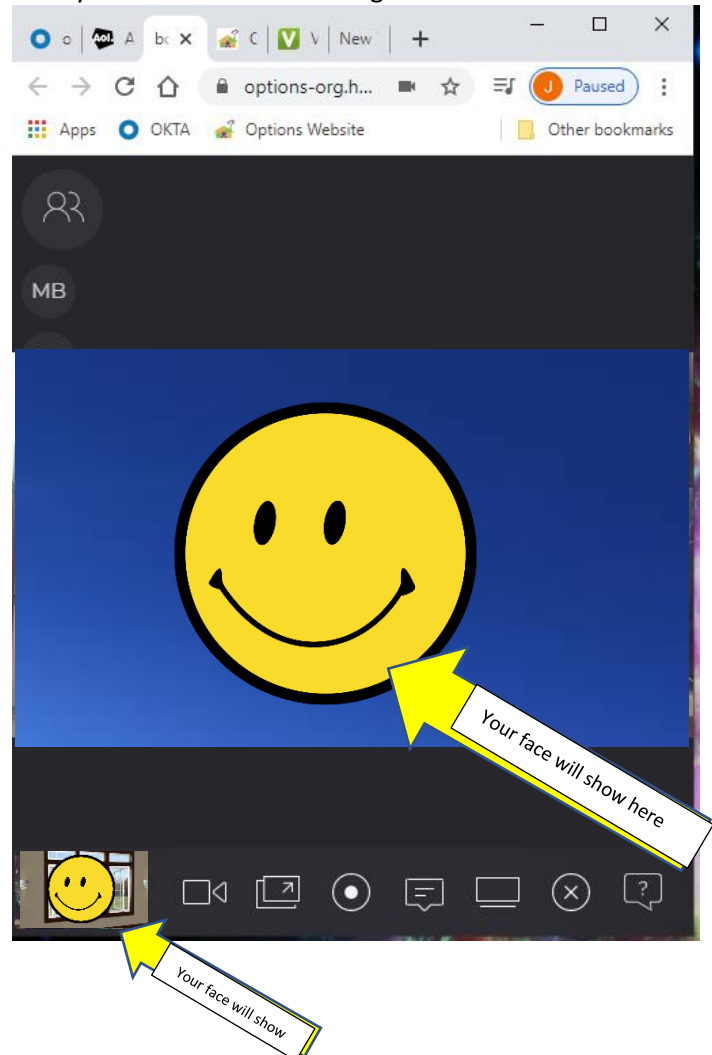 o Aol. A bc C V V New
options-org.h... J Paused
Apps OKTA Options Website Other bookmarks
MB
Your face will show here
?
Your face will show